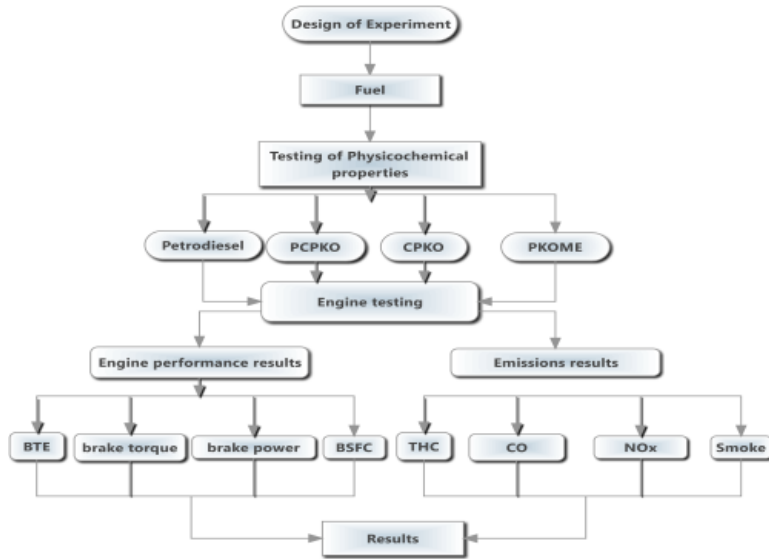 Design of Experiment
Fuel
Testing of Physicochemical
properties
Petrodiesel
PCPKO
CPKO
PKOME
Engine testing
Engine performance results
Emissions results
BTE
brake torque
brake power
BSFC
THC
CO
NOx
Smoke
Results